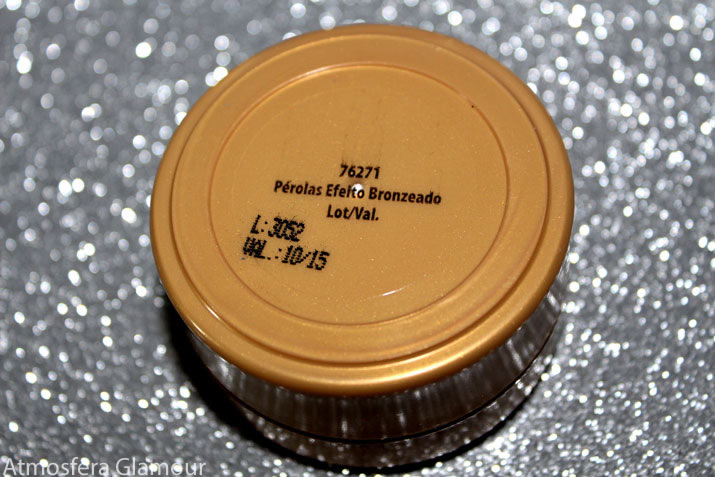 76271
Pérolas Efeito Bronzeado
Lot/Val.
L: 3052
VAL.: 10/15
Atmosfera Glamour